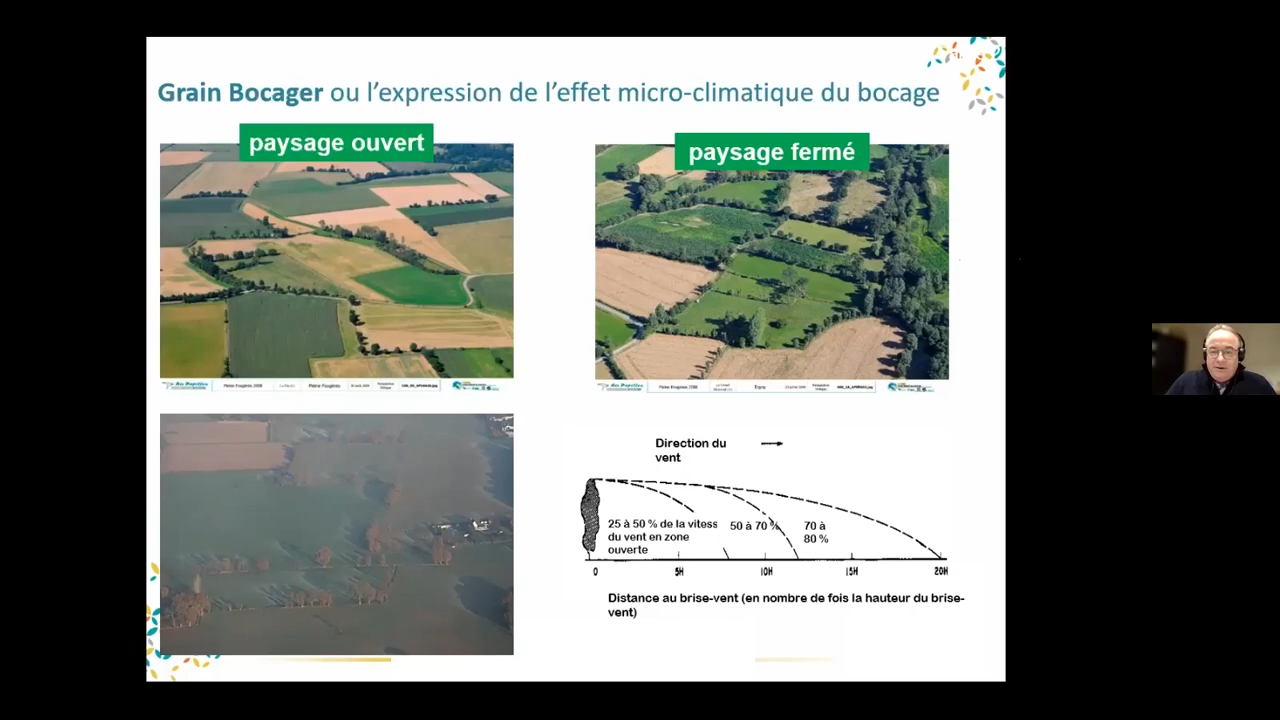 Grain Bocager ou l'expression de l'effet micro-climatique du bocage
paysage ouvert
paysage fermé
Direction du
vent
25 à 50 % de la vitess
du vent en zone
ouverte
50 à 70 %
70 à
80 %
0 5H 10H 15H 20H
Distance au brise-vent (en nombre de fois la hauteur du brise-
vent)